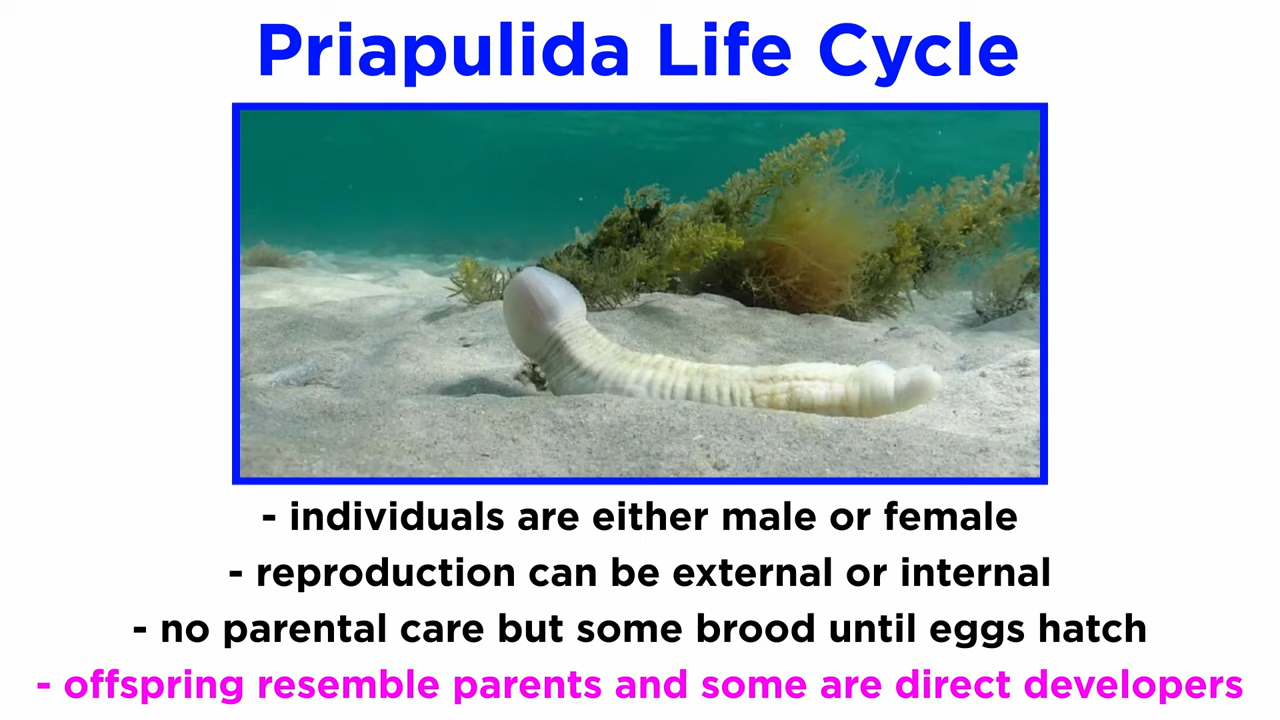 Priapulida Life Cycle
- individuals are either male or female
- reproduction can be external or internal
- no parental care but some brood until eggs hatch
- offspring resemble parents and some are direct developers